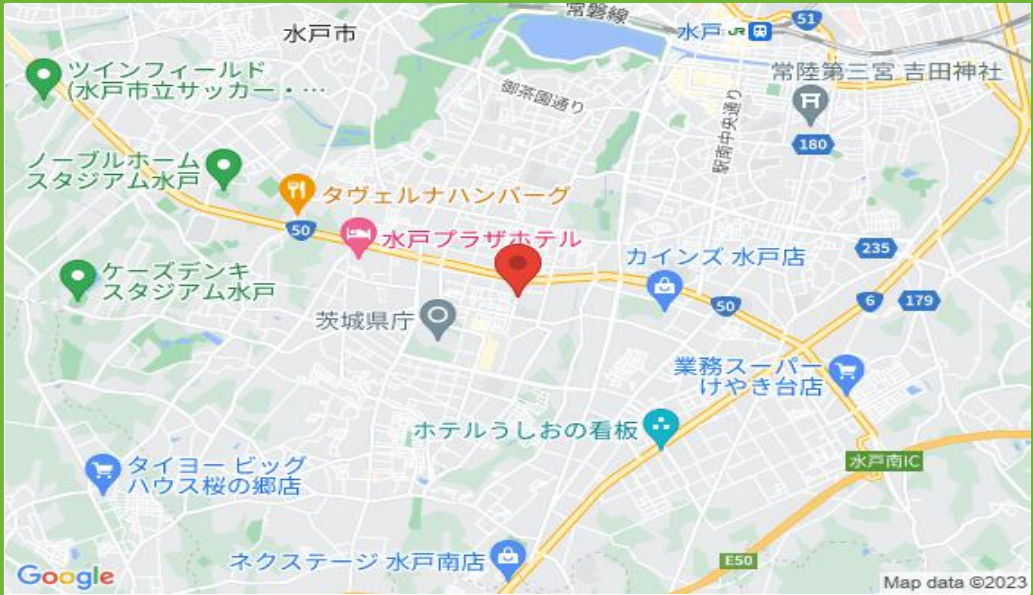 常磐線
51
水戸市
水戸 JR
ツインフィールド
(水戸市立サッカー・…
常陸第三宮 吉田神社
御茶園通り
駅南中央通り
180
ノーブルホーム
スタジアム水戸
タヴェルナハンバーグ
50
水戸プラザホテル
235
カインズ 水戸店
ケーズデンキ
スタジアム水戸
50
6
179
茨城県庁
業務スーパー
けやき台店
ホテルうしおの看板
水戸南IC
タイヨー ビッグ
ハウス桜の郷店
ネクステージ 水戸南店
E50
Google
Map data ©2023